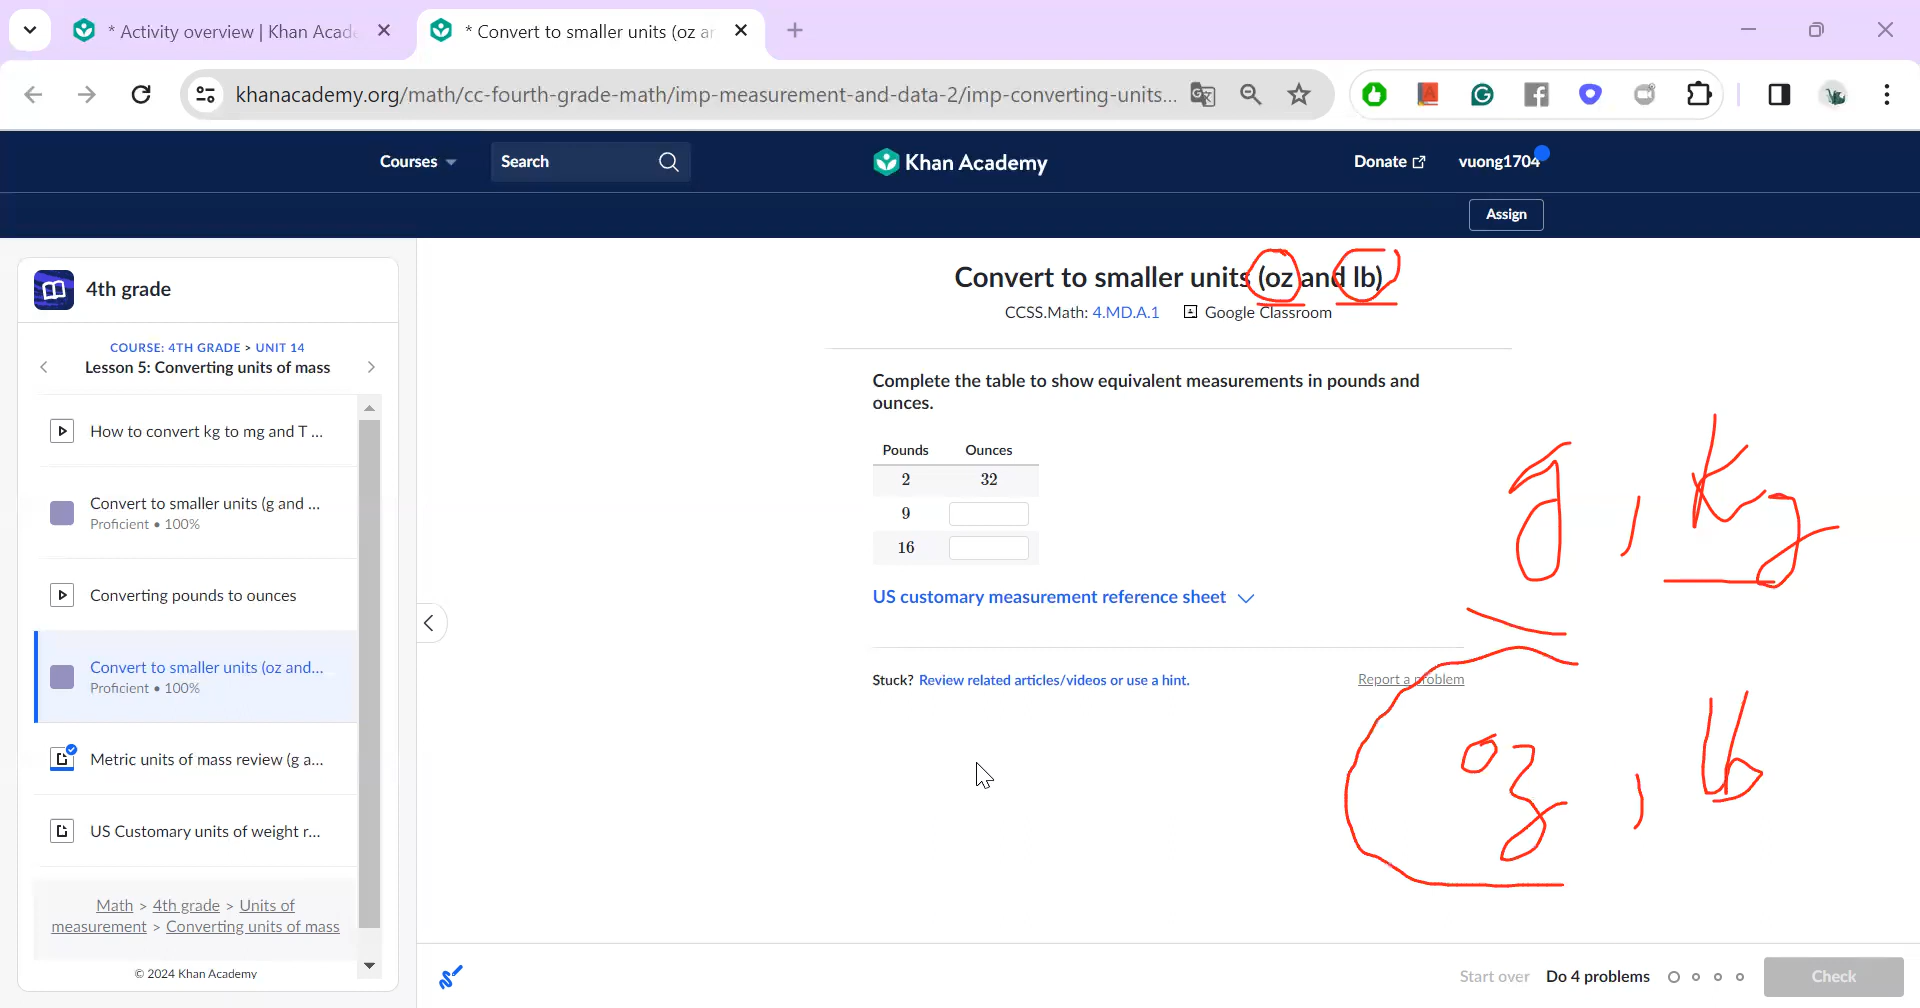 * Activity overview | Khan Acade
* Convert to smaller units (oz an
khanacademy.org/math/cc-fourth-grade-math/imp-measurement-and-data-2/imp-converting-units...
Courses
Search
Khan Academy
Donate
vuong1704
Assign
4th grade
COURSE: 4TH GRADE > UNIT 14
Lesson 5: Converting units of mass
How to convert kg to mg and T ...
Convert to smaller units (g and ...
Proficient • 100%
Converting pounds to ounces
Convert to smaller units (oz and...
Proficient • 100%
Metric units of mass review (g a...
US Customary units of weight r...
Math > 4th grade > Units of
measurement > Converting units of mass
© 2024 Khan Academy
Convert to smaller units (oz and lb)
CCSS.Math: 4.MD.A.1 Google Classroom
Complete the table to show equivalent measurements in pounds and
ounces.
Pounds Ounces
2 32
9
16
US customary measurement reference sheet
Stuck? Review related articles/videos or use a hint.
Report a problem
g, kg
oz, lb
Start over Do 4 problems
Check